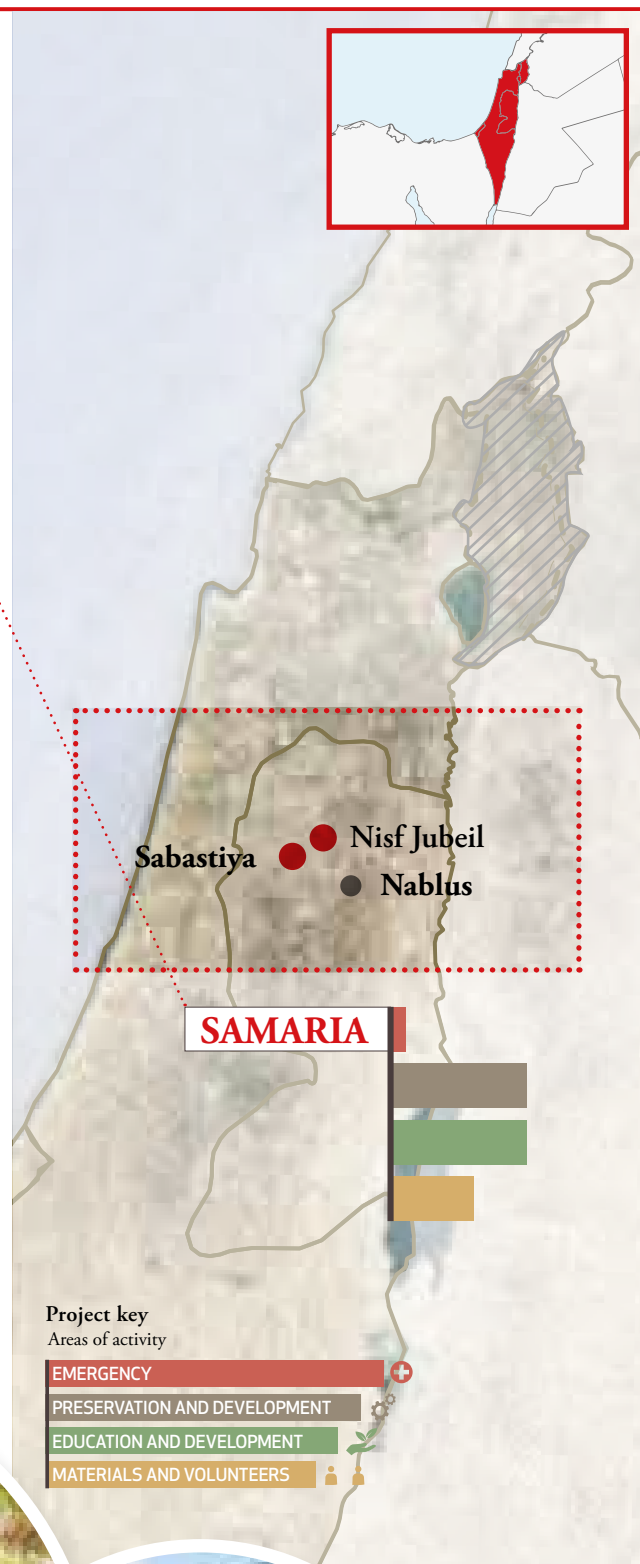 Nisf Jubeil
Sabastiya
Nablus
SAMARIA
Project key
Areas of activity
EMERGENCY
PRESERVATION AND DEVELOPMENT
EDUCATION AND DEVELOPMENT
MATERIALS AND VOLUNTEERS